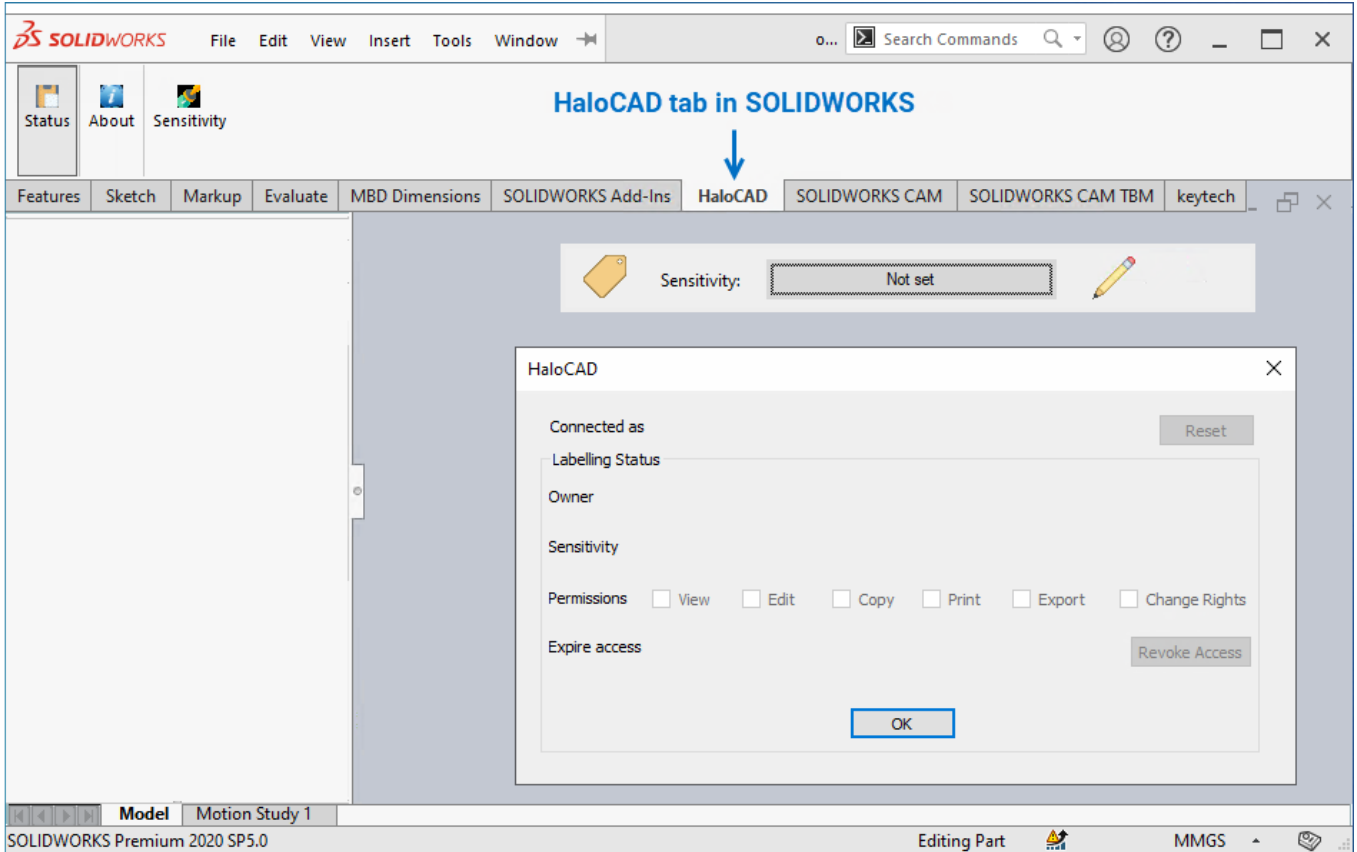 SOLIDWORKS File Edit View Insert Tools Window o... Search Commands
Status About Sensitivity
HaloCAD tab in SOLIDWORKS
Features Sketch Markup Evaluate MBD Dimensions SOLIDWORKS Add-Ins HaloCAD SOLIDWORKS CAM SOLIDWORKS CAM TBM keytech
Sensitivity: Not set
HaloCAD
Connected as Reset
Labelling Status
Owner
Sensitivity
Permissions View Edit Copy Print Export Change Rights
Expire access Revoke Access
OK
Model Motion Study 1
SOLIDWORKS Premium 2020 SP5.0 Editing Part MMGS